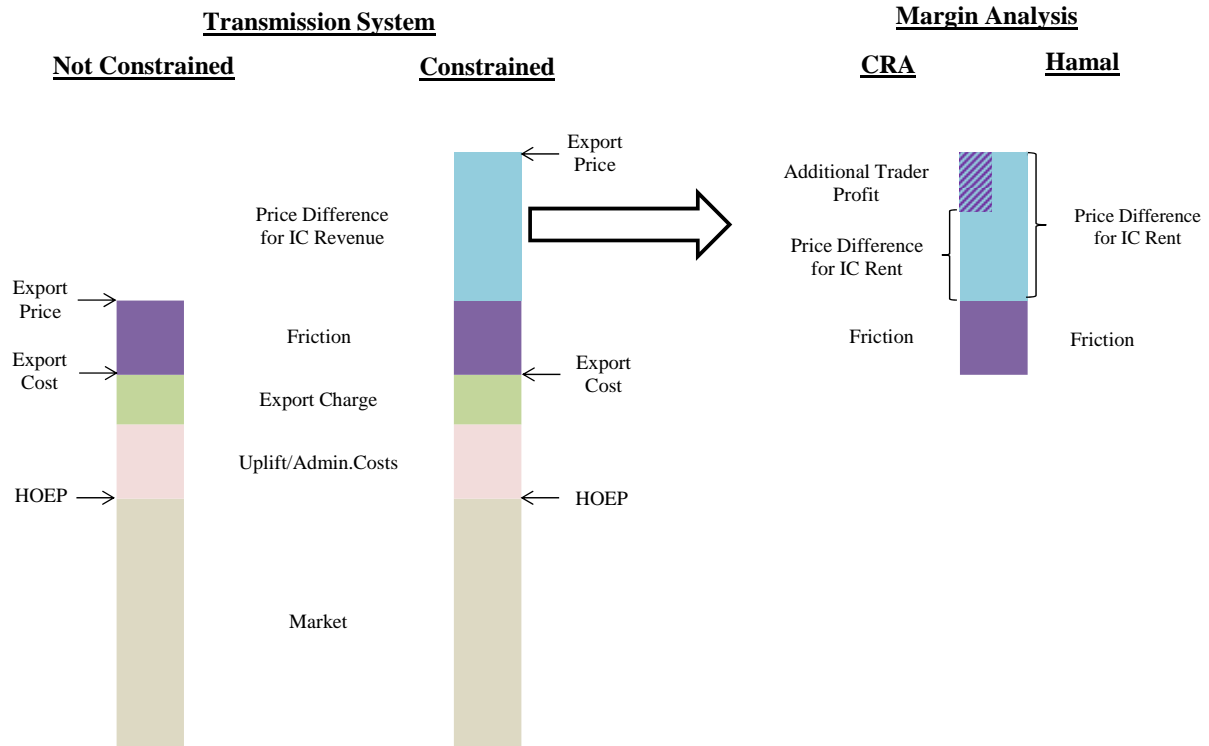 Transmission System
Margin Analysis
Not Constrained
Constrained
CRA
Hamal
Export
Price
Additional Trader
Profit
Price Difference
for IC Revenue
Price Difference
for IC Rent
Price Difference
for IC Rent
Export
Price
Friction
Friction
Friction
Export
Cost
Export
Cost
Export Charge
Uplift/Admin.Costs
HOEP
HOEP
Market